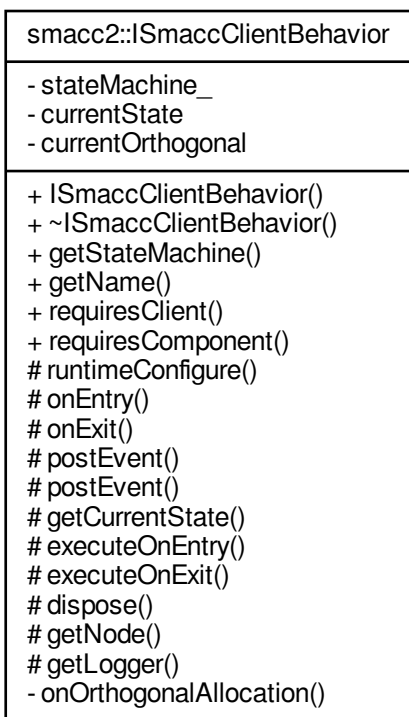 smacc2::ISmaccClientBehavior
- stateMachine_
- currentState
- currentOrthogonal
+ ISmaccClientBehavior()
+ ~ISmaccClientBehavior()
+ getStateMachine()
+ getName()
+ requiresClient()
+ requiresComponent()
# runtimeConfigure()
# onEntry()
# onExit()
# postEvent()
# postEvent()
# getCurrentState()
# executeOnEntry()
# executeOnExit()
# dispose()
# getNode()
# getLogger()
- onOrthogonalAllocation()